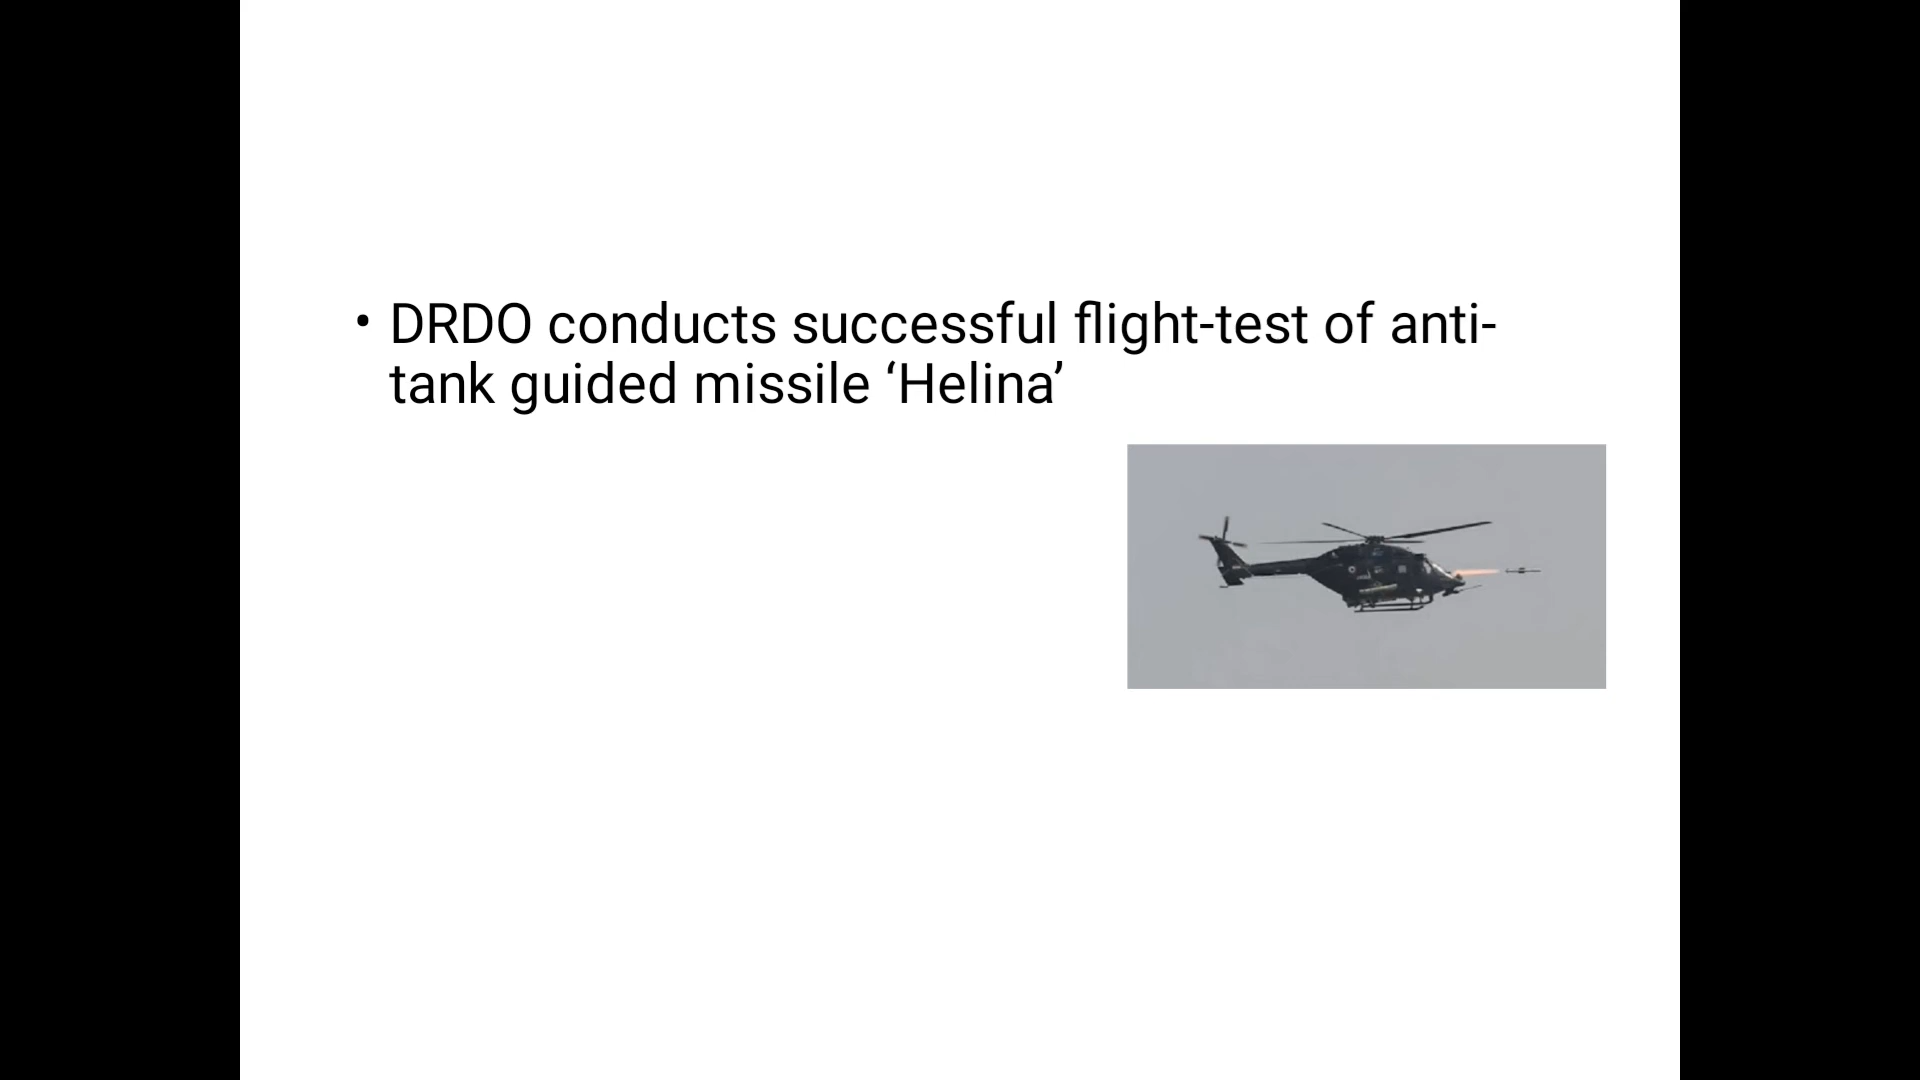 • DRDO conducts successful flight-test of anti-
tank guided missile ‘Helina’